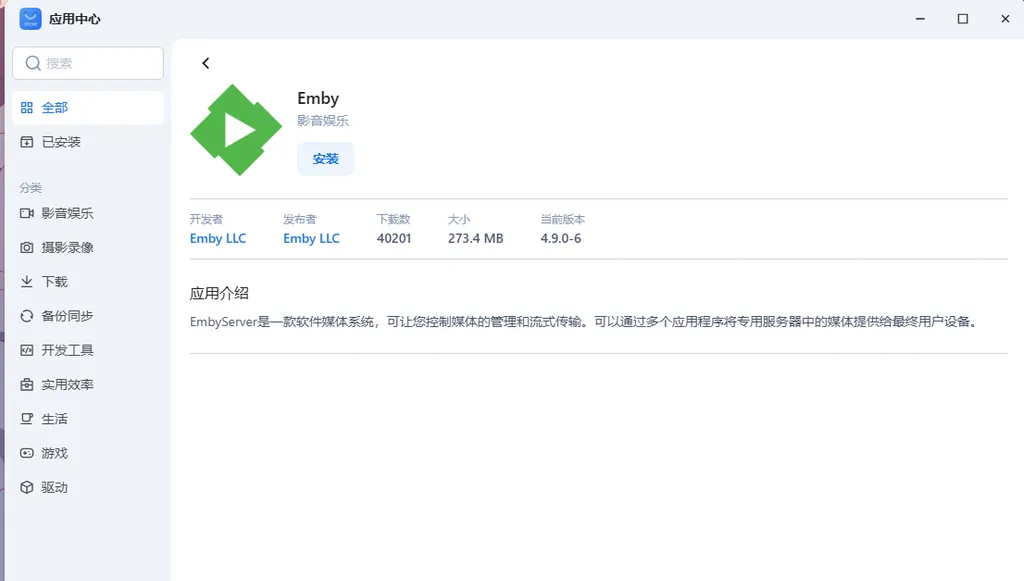 应用中心
搜索
全部
已安装
分类
影音娱乐
摄影录像
下载
备份同步
开发工具
实用效率
生活
游戏
驱动
Emby
影音娱乐
安装
开发者 发布者 下载数 大小 当前版本
Emby LLC Emby LLC 40201 273.4 MB 4.9.0-6
应用介绍
EmbyServer是一款软件媒体系统，可让您控制媒体的管理和流式传输。可以通过多个应用程序将专用服务器中的媒体提供给最终用户设备。